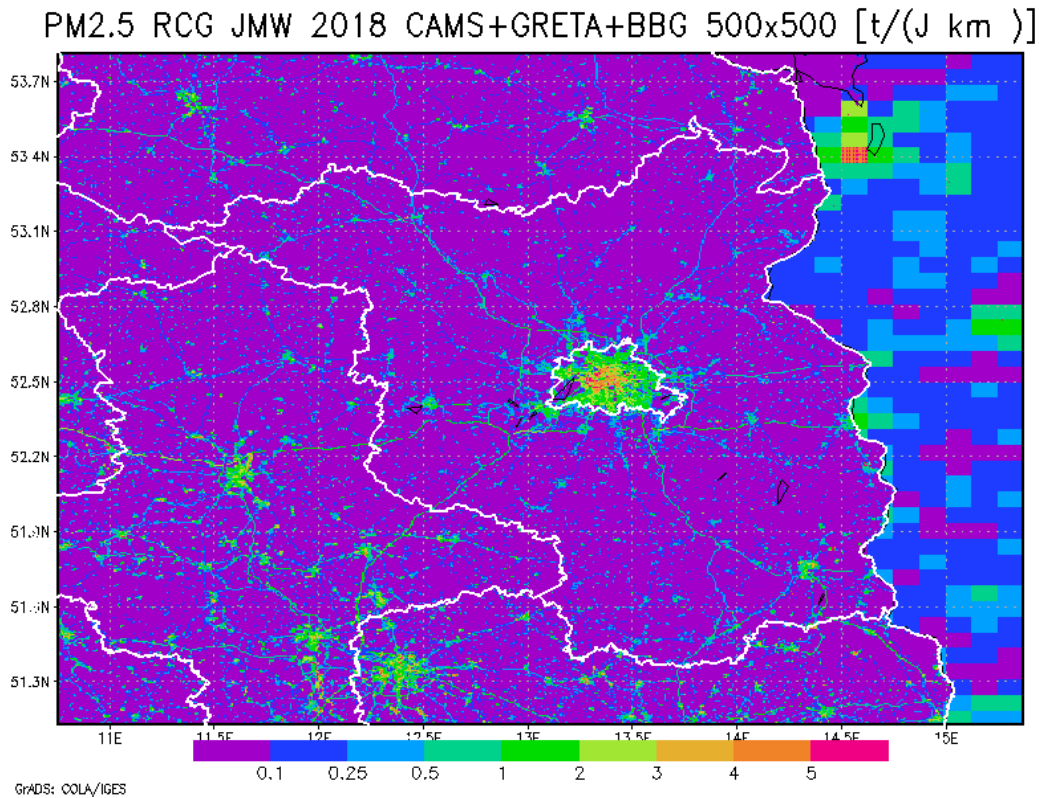 PM2.5 RCG JMW 2018 CAMS+GRETA+BBG 500x500 [t/(J km )]
53.7N
53.4N
53.1N
52.8N
52.5N
52.2N
51.9N
51.3N
11E 11.5E 12E 12.5E 13E 13.5E 14E 14.5E 15E
0.1 0.25 0.5 1 2 3 4 5
GrADS: COLA/IGES